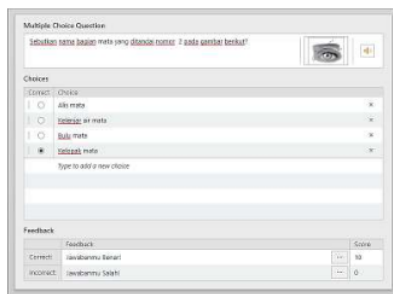 Multiple Choice Question
Sebutkan nama bagian mata yang ditandai nomor 2 pada gambar berikut?
Choices
Correct Choice
Alis mata
Kelenjar air mata
Bulu mata
Kelopak mata
Type to add a new choice
Feedback
Feedback Score
Correct: Jawabanmu Benar! ... 10
Incorrect: Jawabanmu Salah! ... 0